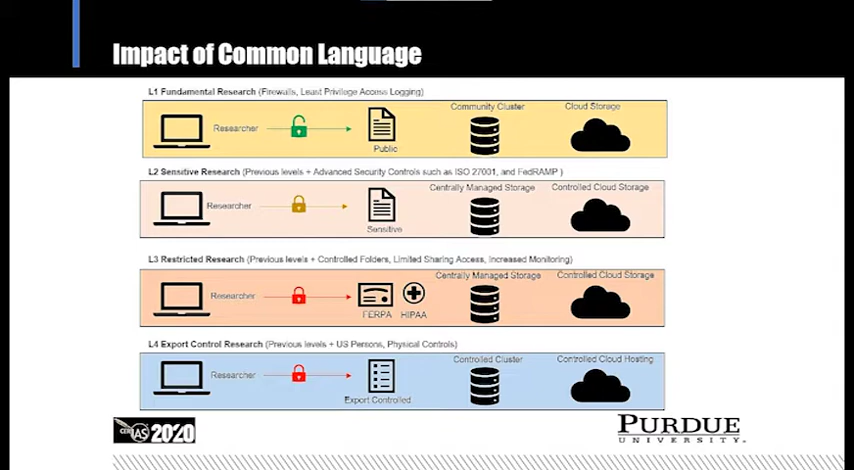 Impact of Common Language
L1 Fundamental Research (Firewalls, Least Privilege Access Logging)
Researcher
Public
Community Cluster
Cloud Storage
L2 Sensitive Research (Previous levels + Advanced Security Controls such as ISO 27001, and FedRAMP )
Researcher
Sensitive
Centrally Managed Storage
Controlled Cloud Storage
L3 Restricted Research (Previous levels + Controlled Folders, Limited Sharing Access, Increased Monitoring)
Researcher
FERPA
HIPAA
Centrally Managed Storage
Controlled Cloud Storage
L4 Export Control Research (Previous levels + US Persons, Physical Controls)
Researcher
Export Controlled
Controlled Cluster
Controlled Cloud Hosting
CERIAS 2020
PURDUE
UNIVERSITY